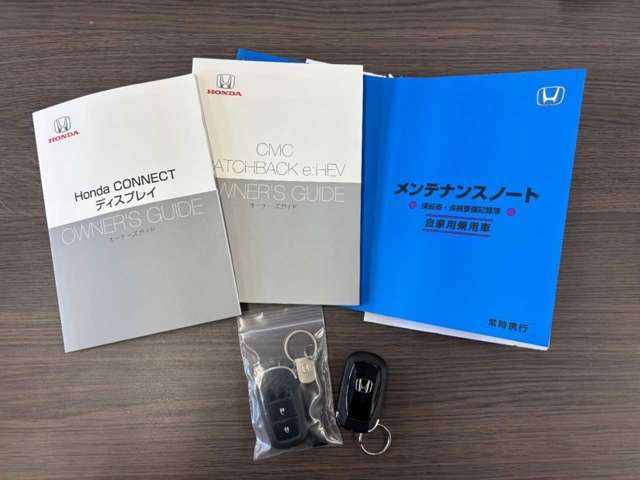 HONDA
Honda CONNECT
ディスプレイ
OWNER'S GUIDE
オーナーズガイド
HONDA
CMC
ATCHBACK e:HEV
WNER'S GUIDE
オーナーズガイド
メンテナンスノート
保証書・点検整備記録簿
自家用乗用車
常時携行